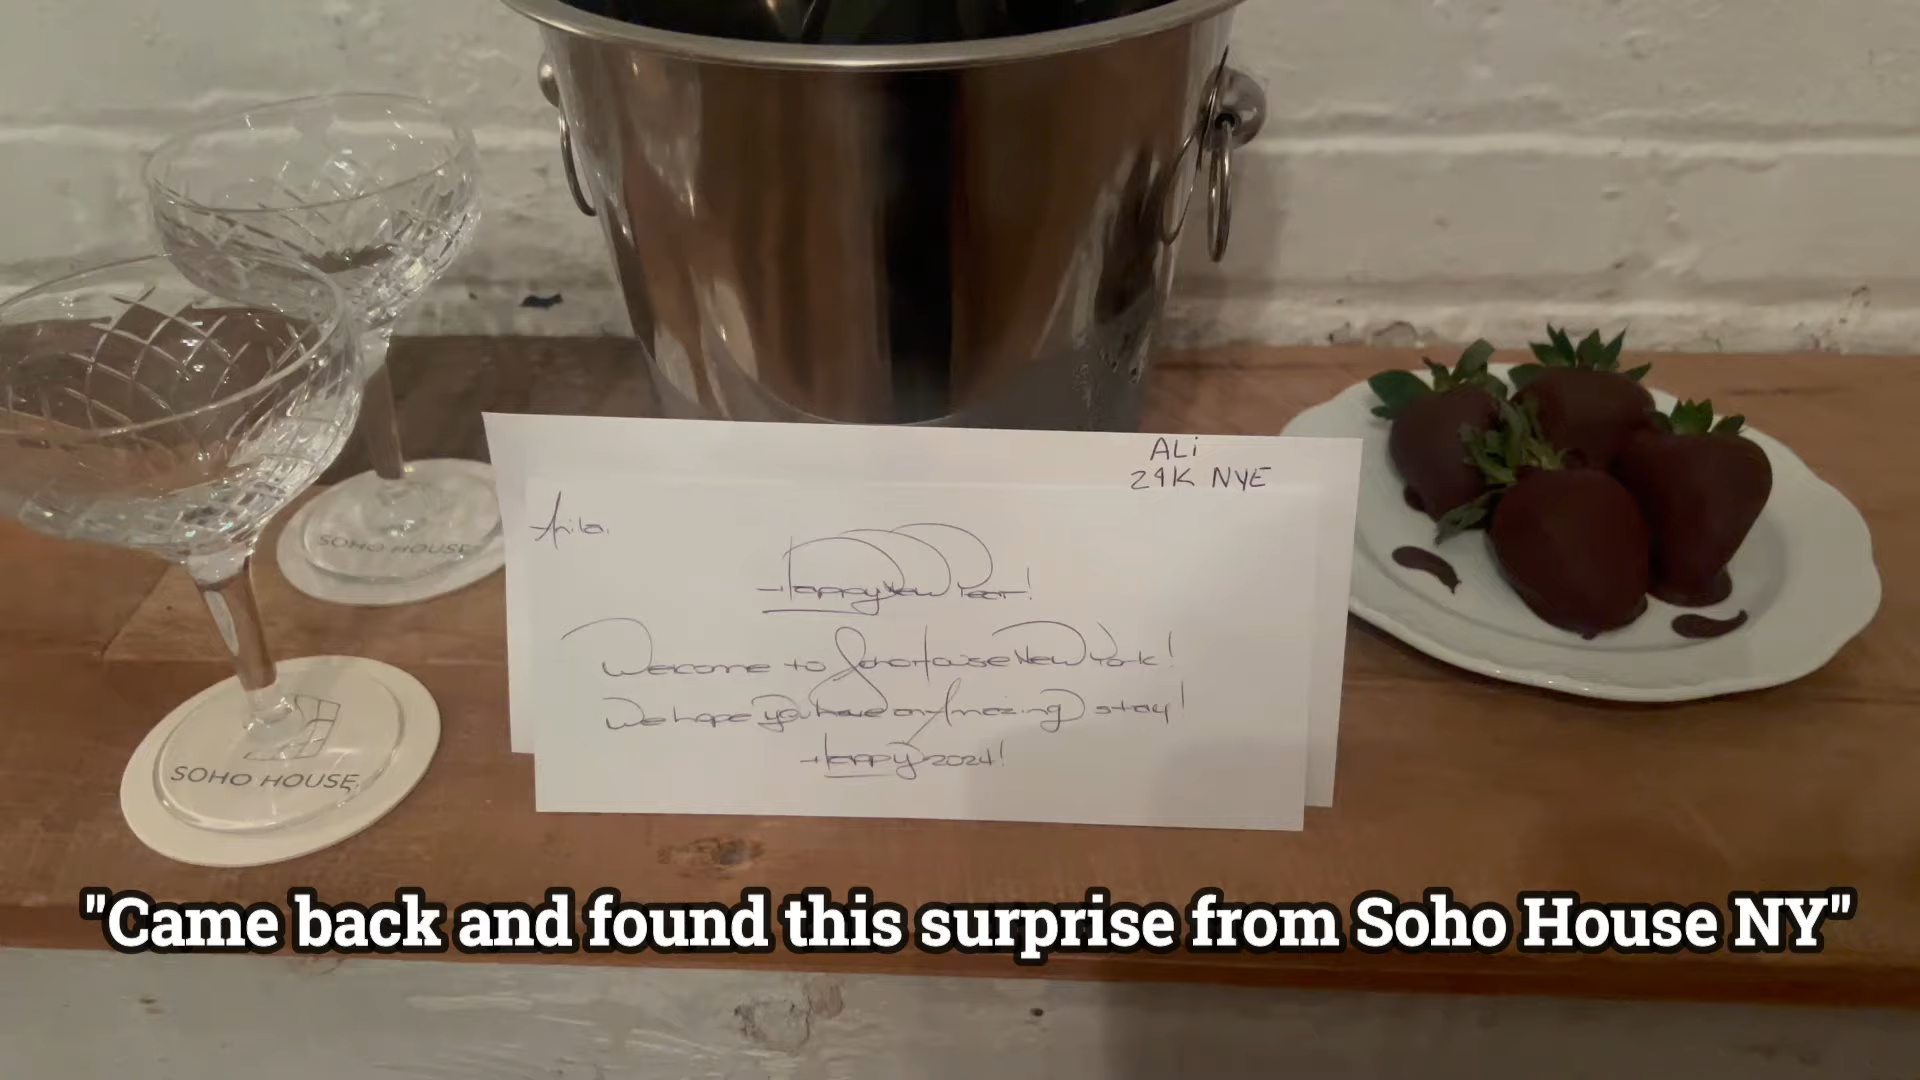 SOHO HOUSE
ALi
24K NYE
Happy New Year!
Welcome to Soho House New York!
We hope you have an Amazing stay!
Happy 2024!
SOHO HOUSE
"Came back and found this surprise from Soho House NY"